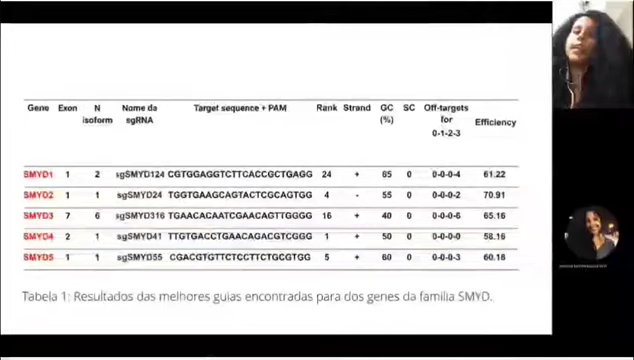 Gene Exon N isoform Nome da sgRNA Target sequence + PAM Rank Strand GC (%) SC Off-targets for 0-1-2-3 Efficiency
SMYD1 1 2 sgSMYD124 CGTGGAGGTCTTCACCGCTGAGG 24 + 65 0 0-0-0-4 61.22
SMYD2 1 1 sgSMYD24 TGGTGAAGCAGTACTCGCAGTGG 4 - 55 0 0-0-0-2 70.91
SMYD3 7 6 sgSMYD316 TGAACACAATCGAACAGTTGGGG 16 + 40 0 0-0-0-6 65.16
SMYD4 2 1 sgSMYD41 TTGTGACCTGAACAGACGTCGGG 1 + 50 0 0-0-0-0 58.16
SMYD5 1 1 sgSMYD55 CGACGTGTTCTCCTTCTGCGTGG 5 + 60 0 0-0-0-3 60.18
Tabela 1: Resultados das melhores guias encontradas para dos genes da família SMYD.